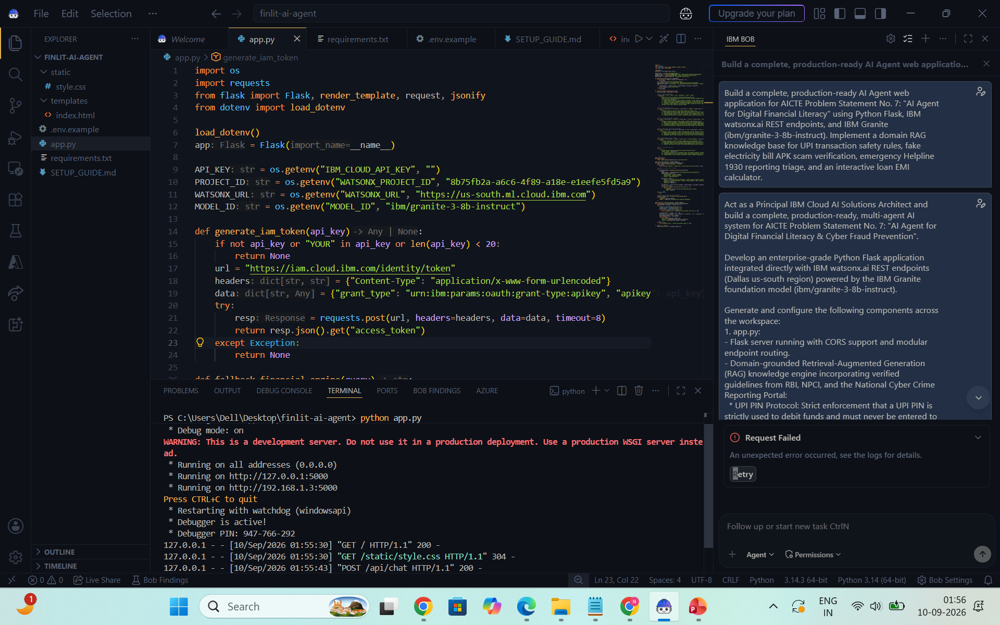 File Edit Selection ··· finlit-ai-agent Upgrade your plan
EXPLORER ···
FINLIT-AI-AGENT
static
# style.css
templates
<> index.html
.env.example
app.py
requirements.txt
SETUP_GUIDE.md
OUTLINE
TIMELINE
Welcome app.py requirements.txt .env.example SETUP_GUIDE.md
app.py > generate_iam_token
1 import os
2 import requests
3 from flask import Flask, render_template, request, jsonify
4 from dotenv import load_dotenv
5
6 load_dotenv()
7 app: Flask = Flask(import_name=__name__)
8
9 API_KEY: str = os.getenv("IBM_CLOUD_API_KEY", "")
10 PROJECT_ID: str = os.getenv("WATSONX_PROJECT_ID", "8b75fb2a-a6c6-4f89-a18e-e1eefe5fd5a9")
11 WATSONX_URL: str = os.getenv("WATSONX_URL", "https://us-south.ml.cloud.ibm.com")
12 MODEL_ID: str = os.getenv("MODEL_ID", "ibm/granite-3-8b-instruct")
13
14 def generate_iam_token(api_key) -> Any | None:
15 if not api_key or "YOUR" in api_key or len(api_key) < 20:
16 return None
17 url = "https://iam.cloud.ibm.com/identity/token"
18 headers: dict[str, str] = {"Content-Type": "application/x-www-form-urlencoded"}
19 data: dict[str, Any] = {"grant_type": "urn:ibm:params:oauth:grant-type:apikey", "apikey": api_key}
20 try:
21 resp: Response = requests.post(url, headers=headers, data=data, timeout=8)
22 return resp.json().get("access_token")
23 except Exception:
24 return None
25
26 def fallback_financial_engine(query) -> str:
PROBLEMS OUTPUT DEBUG CONSOLE TERMINAL PORTS BOB FINDINGS AZURE python
PS C:\Users\Dell\Desktop\finlit-ai-agent> python app.py
* Debug mode: on
WARNING: This is a development server. Do not use it in a production deployment. Use a production WSGI server inste
ad.
* Running on all addresses (0.0.0.0)
* Running on http://127.0.0.1:5000
* Running on http://192.168.1.3:5000
Press CTRL+C to quit
* Restarting with watchdog (windowsapi)
* Debugger is active!
* Debugger PIN: 947-766-292
127.0.0.1 - - [10/Sep/2026 01:55:30] "GET / HTTP/1.1" 200 -
127.0.0.1 - - [10/Sep/2026 01:55:30] "GET /static/style.css HTTP/1.1" 304 -
127.0.0.1 - - [10/Sep/2026 01:55:43] "POST /api/chat HTTP/1.1" 200 -
IBM BOB
Build a complete, production-ready AI Agent web applicatio...
Build a complete, production-ready AI Agent web
application for AICTE Problem Statement No. 7: "AI Agent
for Digital Financial Literacy" using Python Flask, IBM
watsonx.ai REST endpoints, and IBM Granite
(ibm/granite-3-8b-instruct). Implement a domain RAG
knowledge base for UPI transaction safety rules, fake
electricity bill APK scam verification, emergency Helpline
1930 reporting triage, and an interactive loan EMI
calculator.
Act as a Principal IBM Cloud AI Solutions Architect and
build a complete, production-ready, multi-agent AI
system for AICTE Problem Statement No. 7: "AI Agent for
Digital Financial Literacy & Cyber Fraud Prevention".
Develop an enterprise-grade Python Flask application
integrated directly with IBM watsonx.ai REST endpoints
(Dallas us-south region) powered by the IBM Granite
foundation model (ibm/granite-3-8b-instruct).
Generate and configure the following components across
the workspace:
1. app.py:
- Flask server running with CORS support and modular
endpoint routing.
- Domain-grounded Retrieval-Augmented Generation
(RAG) knowledge engine incorporating verified
guidelines from RBI, NPCI, and the National Cyber Crime
Reporting Portal:
* UPI PIN Protocol: Strict enforcement that a UPI PIN is
strictly used to debit funds and must never be entered to
Request Failed
An unexpected error occurred, see the logs for details.
Retry
Follow up or start new task CtrlN
Agent Permissions
0 0 Live Share Bob Findings Ln 23, Col 22 Spaces: 4 UTF-8 CRLF Python 3.14.3 64-bit Python 3.14 (64-bit) Bob Settings
1 Search ENG
IN
01:56
10-09-2026